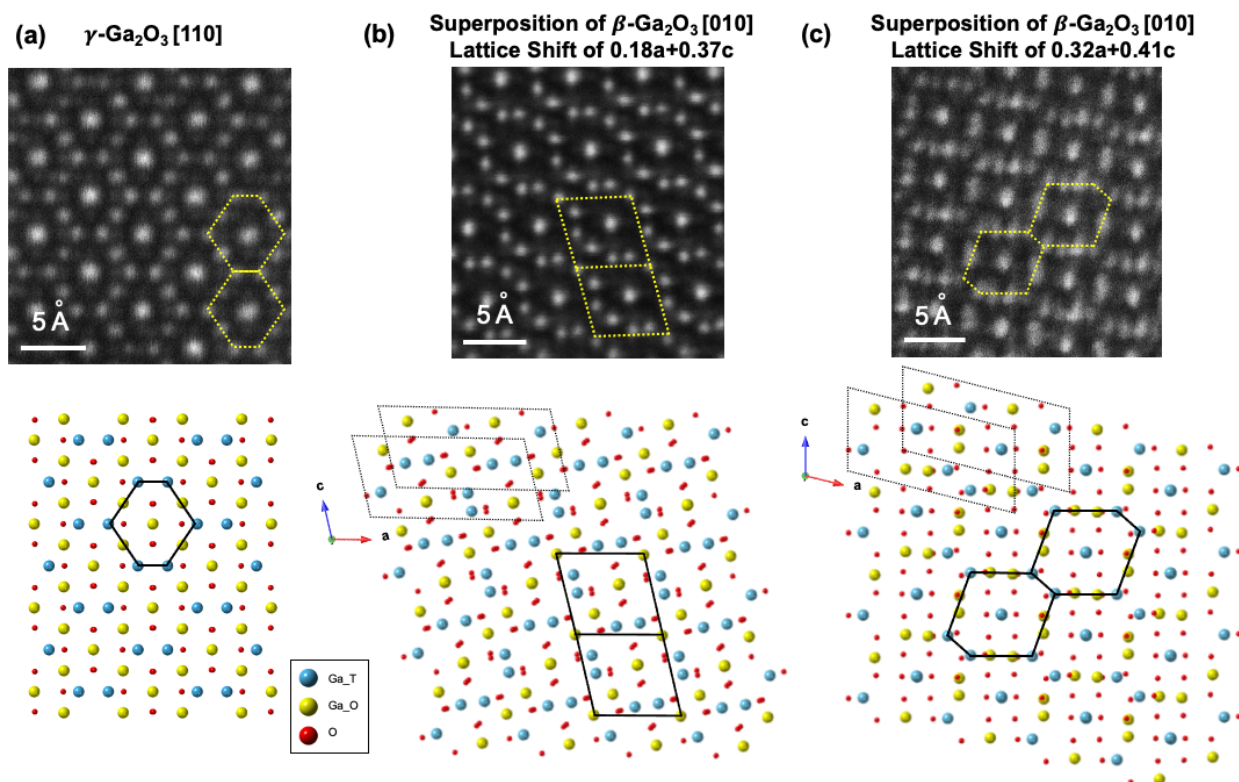 (a)
γ-Ga₂O₃ [110]
(b)
Superposition of β-Ga₂O₃ [010]
Lattice Shift of 0.18a+0.37c
(c)
Superposition of β-Ga₂O₃ [010]
Lattice Shift of 0.32a+0.41c
5 Å
5 Å
5 Å
c
a
c
a
Ga_T
Ga_O
O